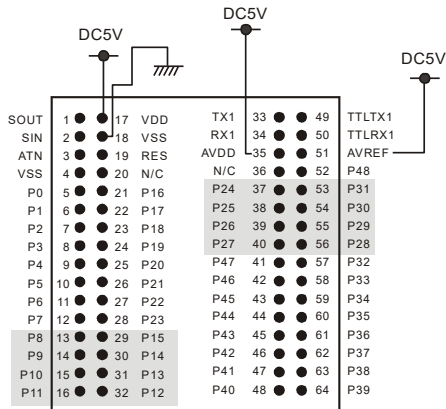 DC5V
DC5V
DC5V
SOUT 1 17 VDD TX1 33 49 TTLTX1
SIN 2 18 VSS RX1 34 50 TTLRX1
ATN 3 19 RES AVDD 35 51 AVREF
VSS 4 20 N/C N/C 36 52 P48
P0 5 21 P16 P24 37 53 P31
P1 6 22 P17 P25 38 54 P30
P2 7 23 P18 P26 39 55 P29
P3 8 24 P19 P27 40 56 P28
P4 9 25 P20 P47 41 57 P32
P5 10 26 P21 P46 42 58 P33
P6 11 27 P22 P45 43 59 P34
P7 12 28 P23 P44 44 60 P35
P8 13 29 P15 P43 45 61 P36
P9 14 30 P14 P42 46 62 P37
P10 15 31 P13 P41 47 63 P38
P11 16 32 P12 P40 48 64 P39